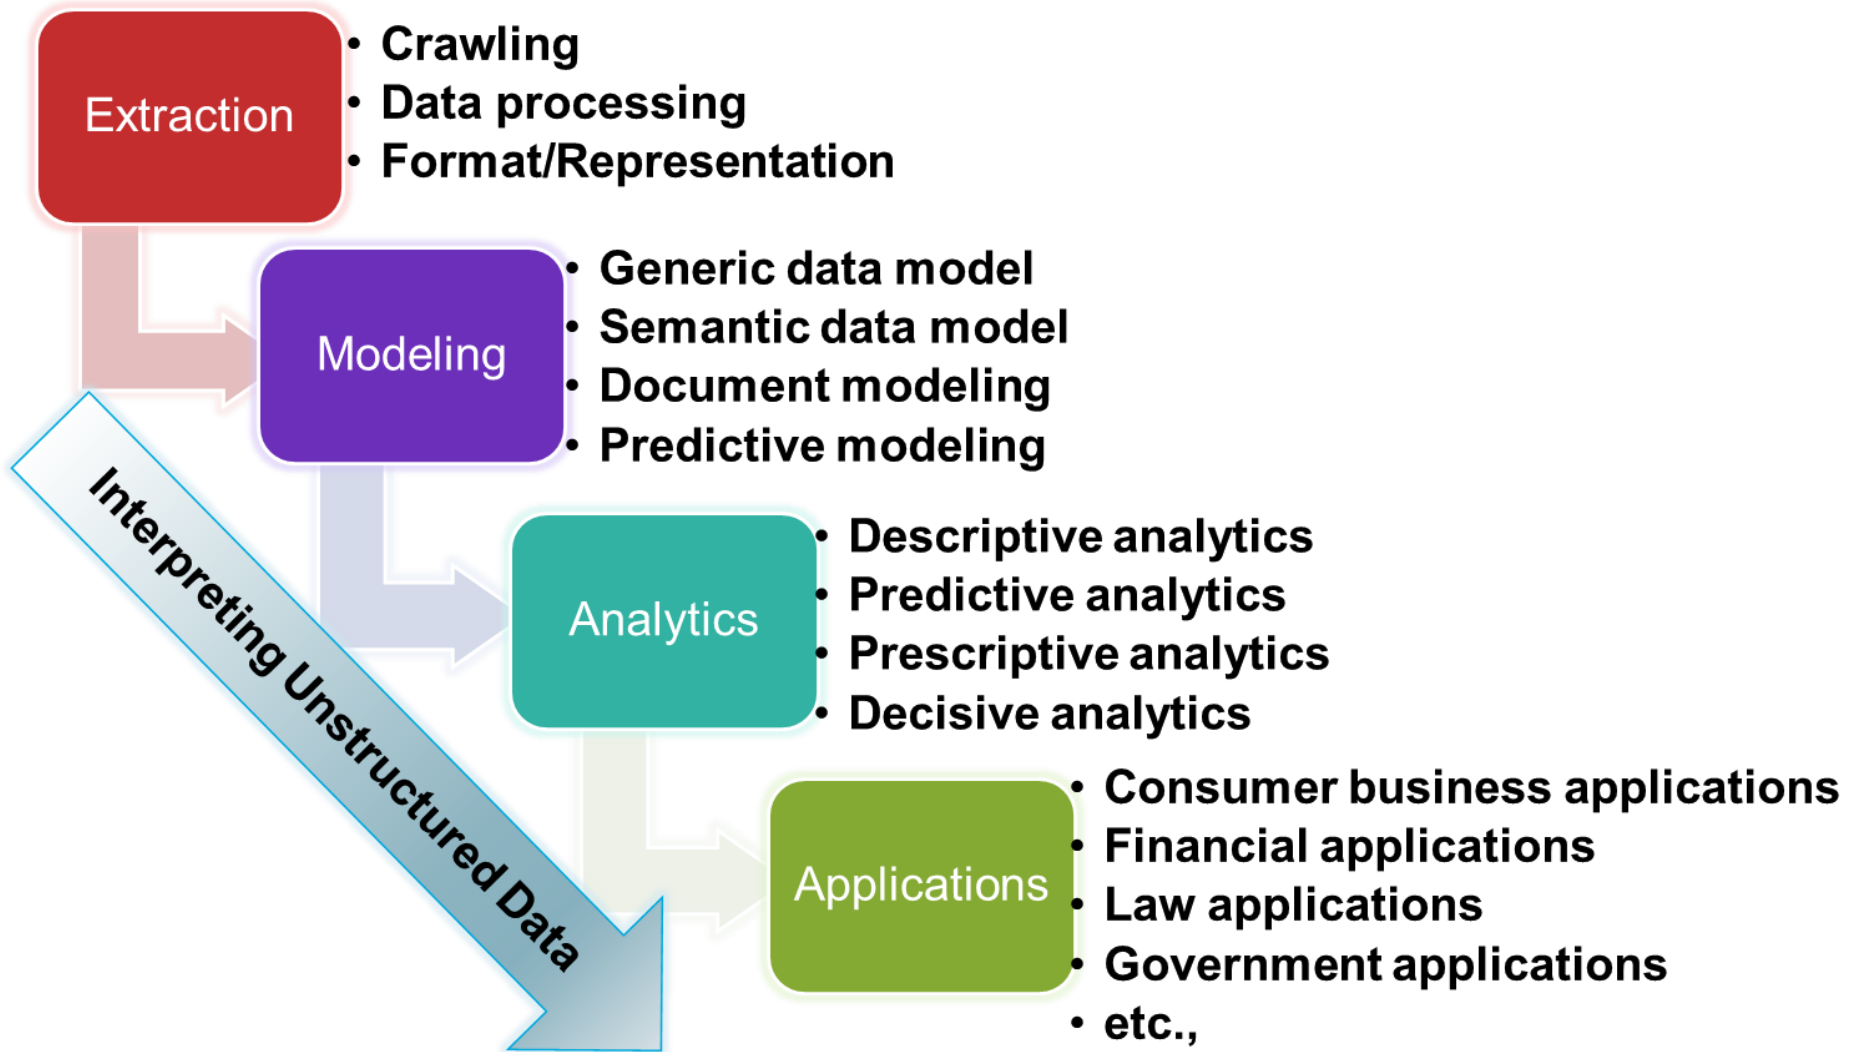 Extraction
• Crawling
• Data processing
• Format/Representation
Modeling
• Generic data model
• Semantic data model
• Document modeling
• Predictive modeling
Interpreting Unstructured Data
Analytics
• Descriptive analytics
• Predictive analytics
• Prescriptive analytics
• Decisive analytics
Applications
• Consumer business applications
• Financial applications
• Law applications
• Government applications
• etc.,